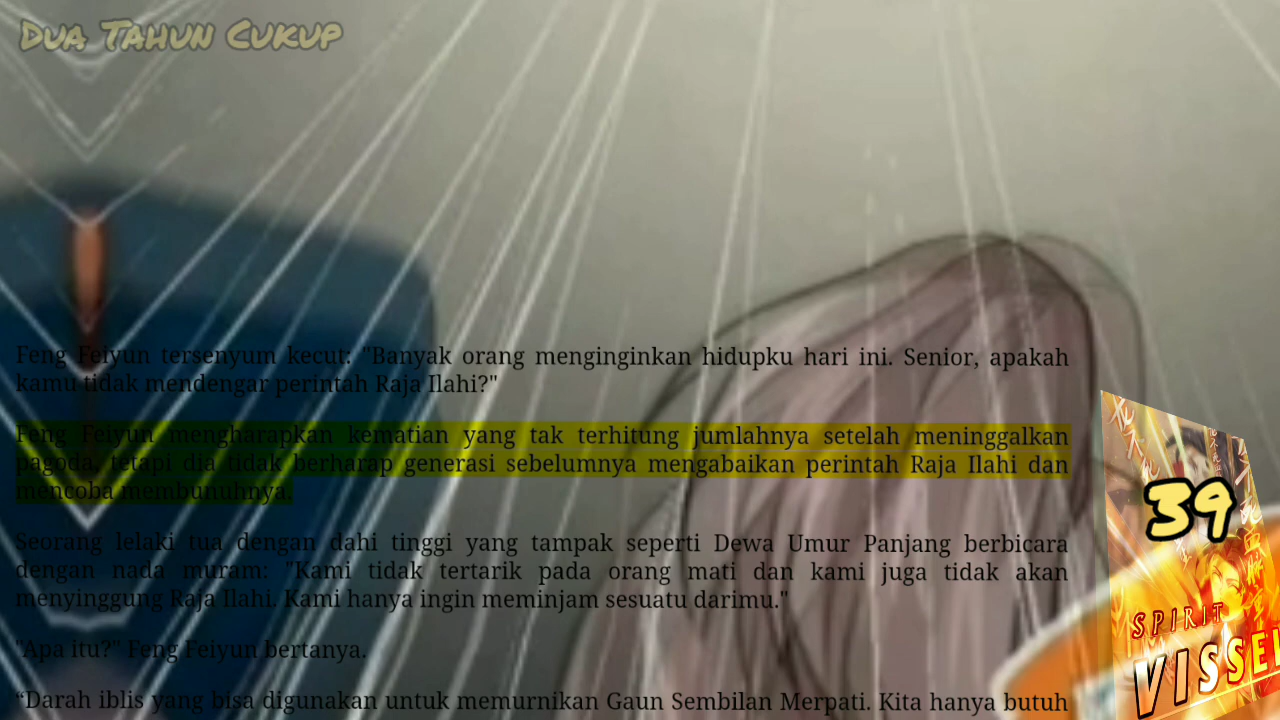 Dua Tahun Cukup
Feng Feiyun tersenyum kecut: "Banyak orang menginginkan hidupku hari ini. Senior, apakah
kamu tidak mendengar perintah Raja Ilahi?"
Feng Feiyun mengharapkan kematian yang tak terhitung jumlahnya setelah meninggalkan
pagoda, tetapi dia tidak berharap generasi sebelumnya mengabaikan perintah Raja Ilahi dan
mencoba membunuhnya.
Seorang lelaki tua dengan dahi tinggi yang tampak seperti Dewa Umur Panjang berbicara
dengan nada muram: "Kami tidak tertarik pada orang mati dan kami juga tidak akan
menyinggung Raja Ilahi. Kami hanya ingin meminjam sesuatu darimu."
"Apa itu?" Feng Feiyun bertanya.
“Darah iblis yang bisa digunakan untuk memurnikan Gaun Sembilan Merpati. Kita hanya butuh
39
SPIRIT
VISSEL